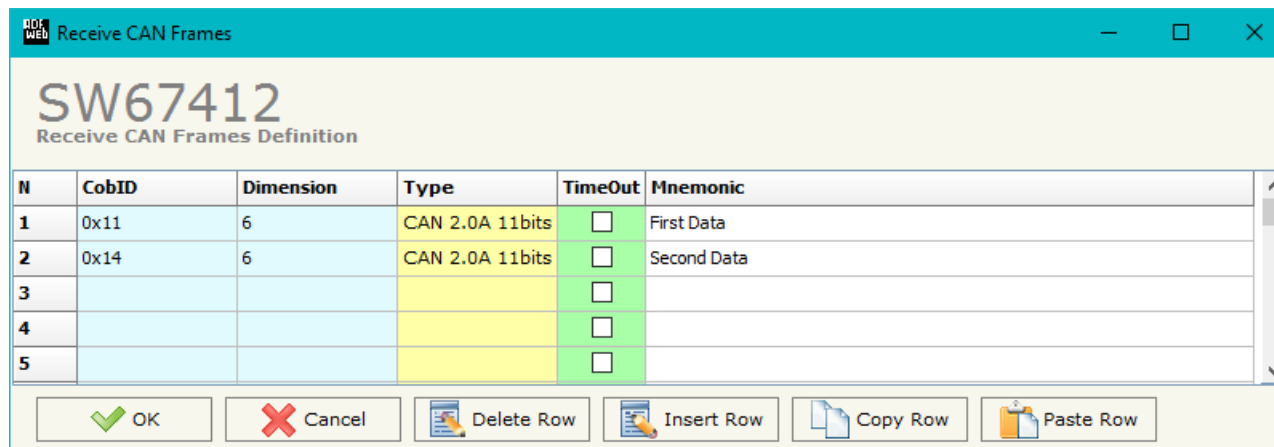 ADF WEB Receive CAN Frames
SW67412
Receive CAN Frames Definition
N CobID Dimension Type TimeOut Mnemonic
1 0x11 6 CAN 2.0A 11bits First Data
2 0x14 6 CAN 2.0A 11bits Second Data
3
4
5
OK Cancel Delete Row Insert Row Copy Row Paste Row